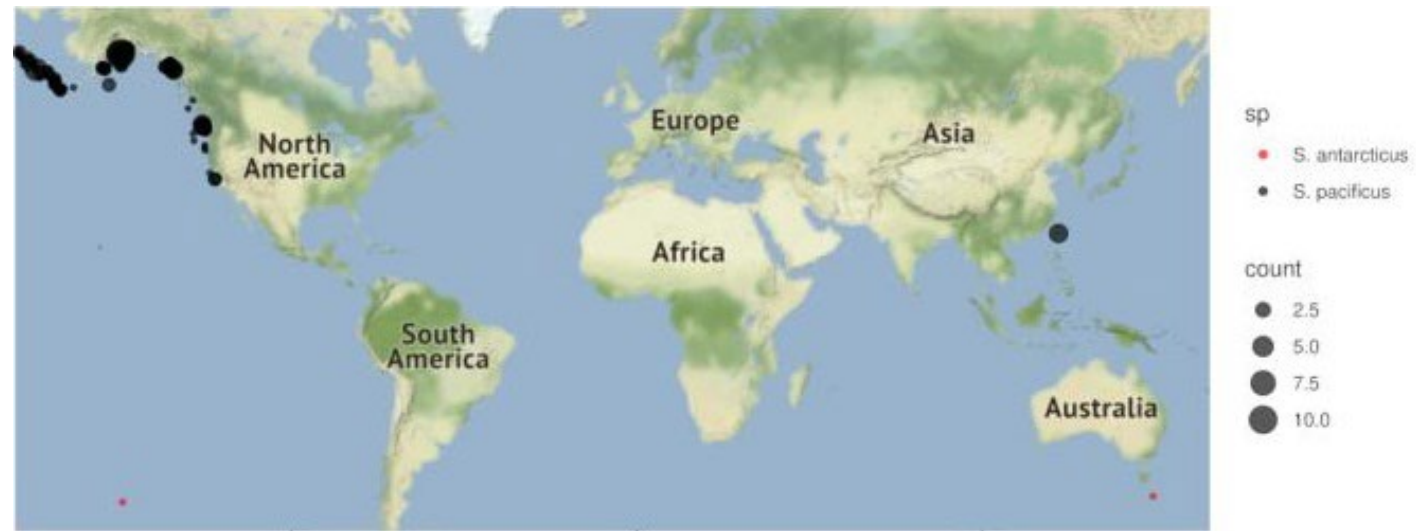 North
America
Europe
Asia
Africa
South
America
Australia
sp
S. antarcticus
S. pacificus
count
2.5
5.0
7.5
10.0